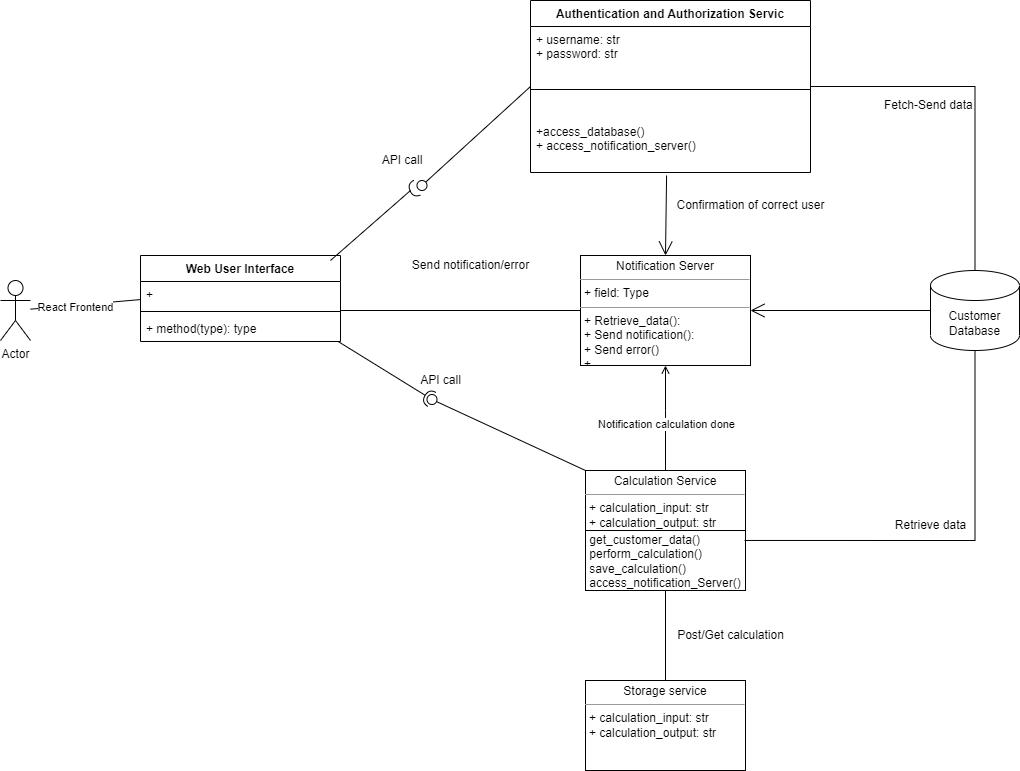 Authentication and Authorization Servic
+ username: str
+ password: str
+access_database()
+ access_notification_server()
Fetch-Send data
API call
Confirmation of correct user
Web User Interface
+
+ method(type): type
Send notification/error
Notification Server
+ field: Type
+ Retrieve_data():
+ Send notification():
+ Send error()
+
React Frontend
Actor
Customer
Database
API call
Notification calculation done
Calculation Service
+ calculation_input: str
+ calculation_output: str
get_customer_data()
perform_calculation()
save_calculation()
access_notification_Server()
Retrieve data
Post/Get calculation
Storage service
+ calculation_input: str
+ calculation_output: str